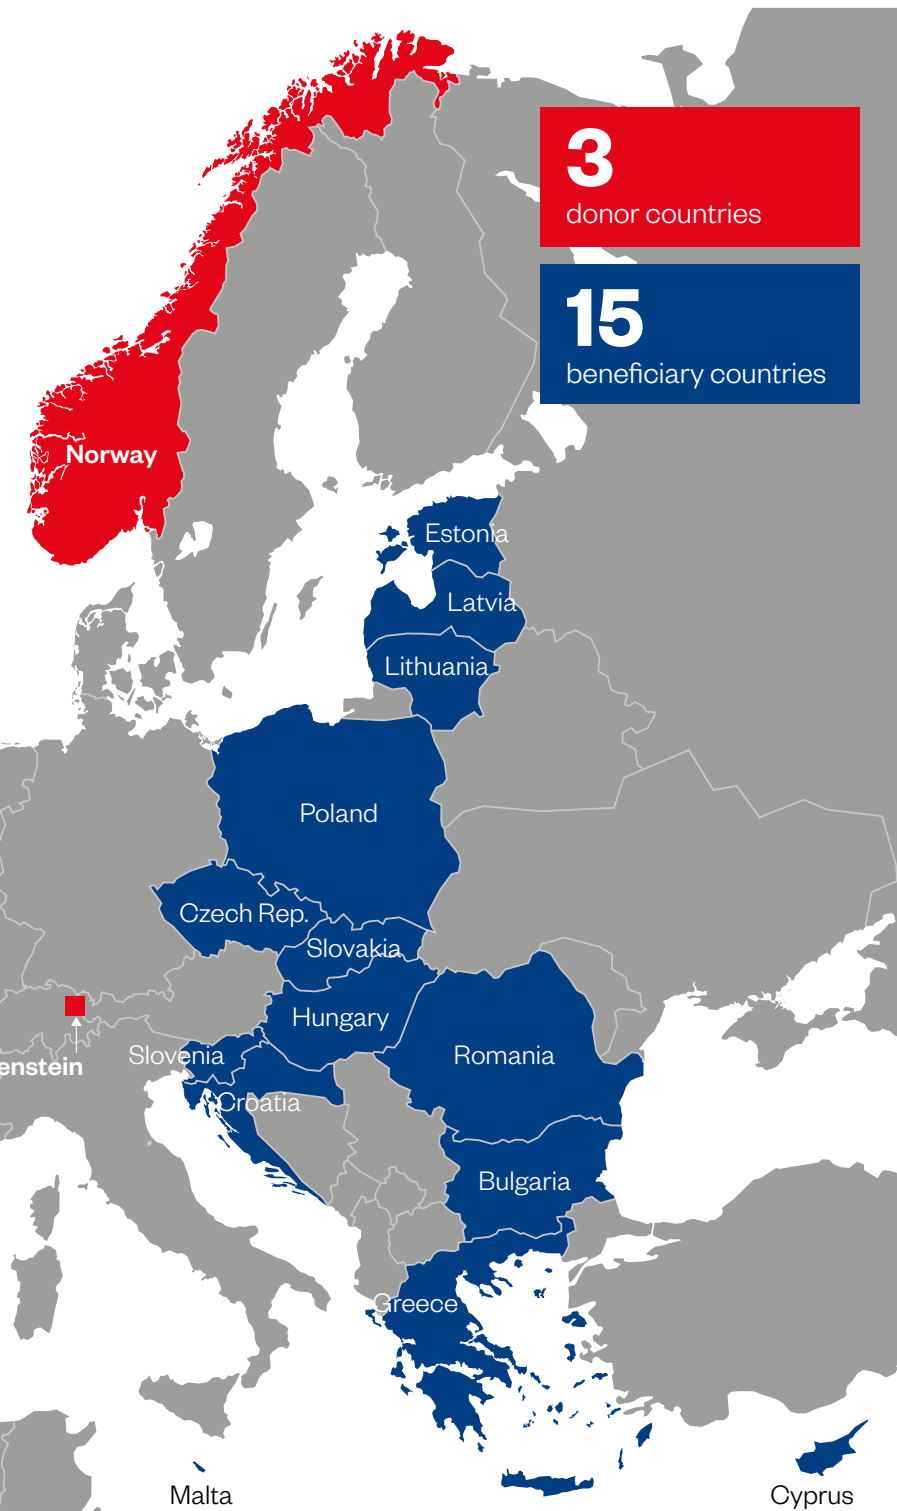 3
donor countries
15
beneficiary countries
Norway
Estonia
Latvia
Lithuania
Poland
Czech Rep.
Slovakia
Hungary
enstein
Slovenia
Romania
Croatia
Bulgaria
Greece
Malta
Cyprus